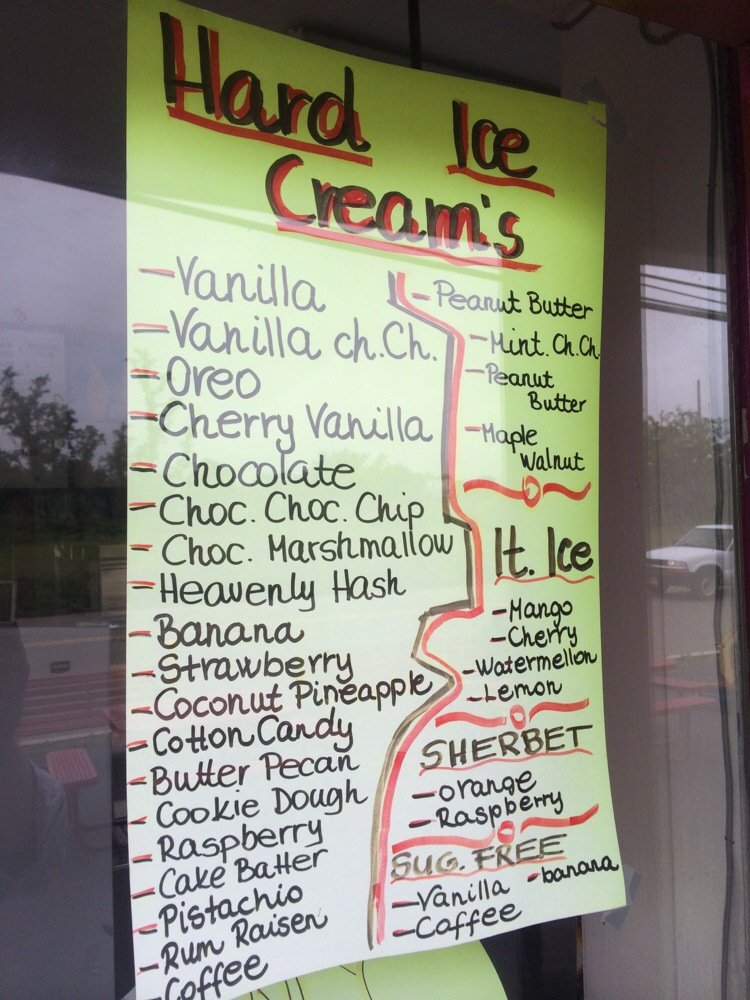 Hard Ice
Cream's
-Vanilla
-Vanilla ch.Ch.
-Oreo
-Cherry Vanilla
-Chocolate
-Choc. Choc. Chip
-Choc. Marshmallow
-Heavenly Hash
-Banana
-Strawberry
-Coconut Pineapple
-Cotton Candy
-Butter Pecan
-Cookie Dough
-Raspberry
-Cake Batter
-Pistachio
-Rum Raisen
-Coffee
-Peanut Butter
-Mint. Ch.Ch.
-Peanut
Butter
-Maple
Walnut
It. Ice
-Mango
-Cherry
-Watermellon
-Lemon
SHERBET
-orange
-Raspberry
SUG. FREE
-Vanilla -banana
-Coffee